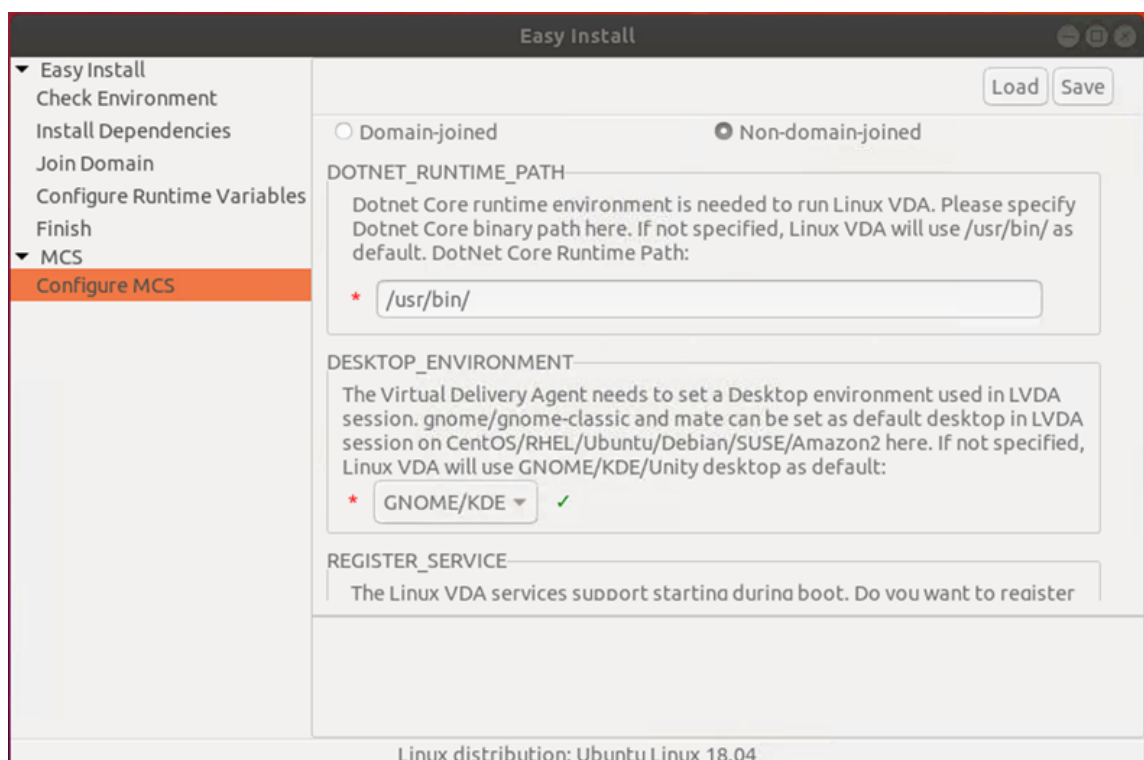 Easy Install
Easy Install
Check Environment
Install Dependencies
Join Domain
Configure Runtime Variables
Finish
MCS
Configure MCS
Load Save
Domain-joined Non-domain-joined
DOTNET_RUNTIME_PATH
Dotnet Core runtime environment is needed to run Linux VDA. Please specify
Dotnet Core binary path here. If not specified, Linux VDA will use /usr/bin/ as
default. DotNet Core Runtime Path:
* /usr/bin/
DESKTOP_ENVIRONMENT
The Virtual Delivery Agent needs to set a Desktop environment used in LVDA
session. gnome/gnome-classic and mate can be set as default desktop in LVDA
session on CentOS/RHEL/Ubuntu/Debian/SUSE/Amazon2 here. If not specified,
Linux VDA will use GNOME/KDE/Unity desktop as default:
* GNOME/KDE ✓
REGISTER_SERVICE
The Linux VDA services support starting during boot. Do you want to register
Linux distribution: Ubuntu Linux 18.04